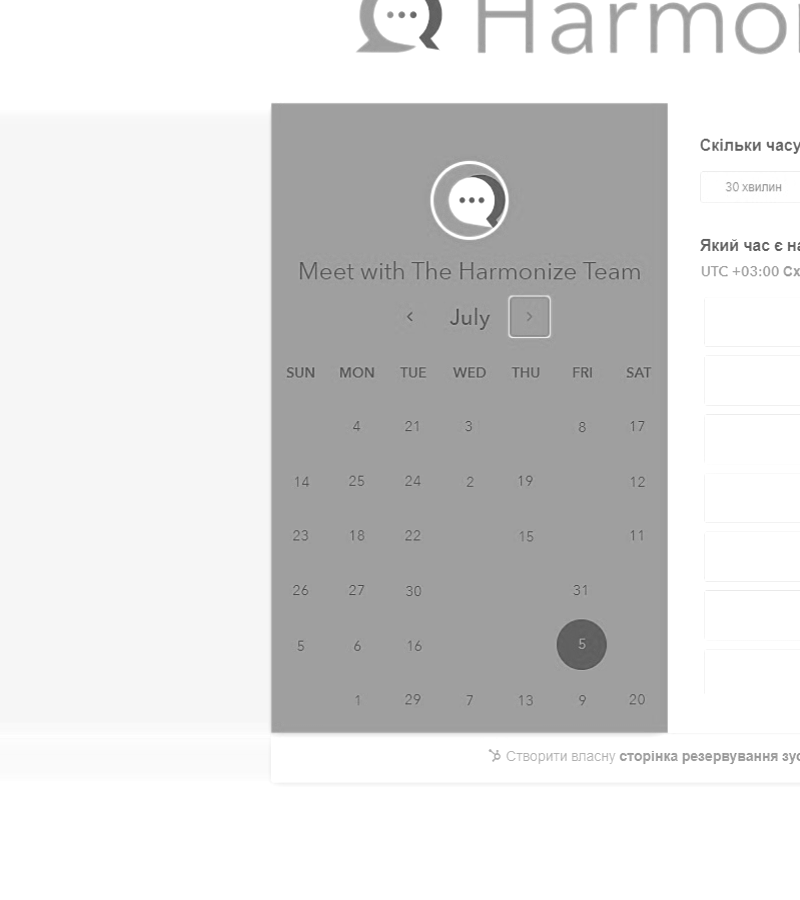 Harmo
Meet with The Harmonize Team
July
SUN MON TUE WED THU FRI SAT
4 21 3 8 17
14 25 24 2 19 12
23 18 22 15 11
26 27 30 31
5 6 16 5
1 29 7 13 9 20
Скільки часу
30 хвилин
Який час є на
UTC +03:00 Сх
Створити власну сторінка резервування зус